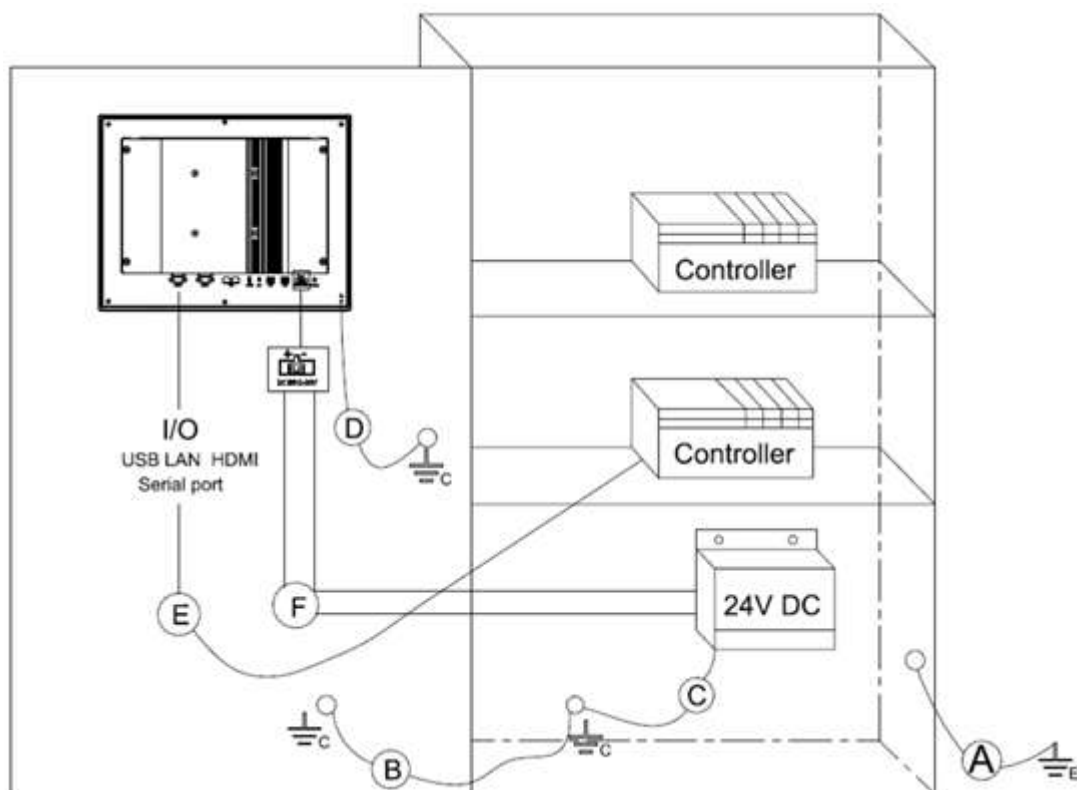 Controller
Controller
I/O
USB LAN HDMI
Serial port
D
C
24V DC
E
F
C
C
C
B
A
E